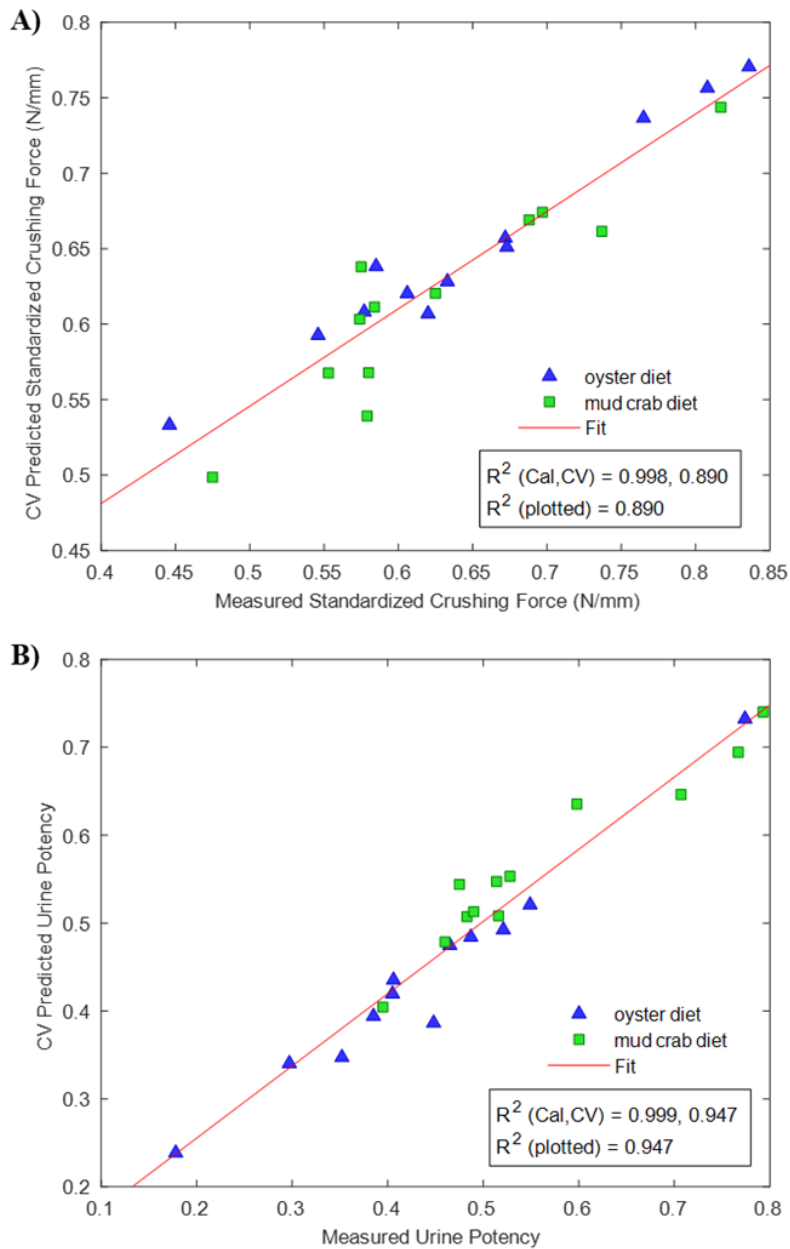 A)
CV Predicted Standardized Crushing Force (N/mm)
0.8
0.75
0.7
0.65
0.6
0.55
0.5
0.45
oyster diet
mud crab diet
Fit
R² (Cal,CV) = 0.998, 0.890
R² (plotted) = 0.890
0.4 0.45 0.5 0.55 0.6 0.65 0.7 0.75 0.8 0.85
Measured Standardized Crushing Force (N/mm)
B)
CV Predicted Urine Potency
0.8
0.7
0.6
0.5
0.4
0.3
0.2
oyster diet
mud crab diet
Fit
R² (Cal,CV) = 0.999, 0.947
R² (plotted) = 0.947
0.1 0.2 0.3 0.4 0.5 0.6 0.7 0.8
Measured Urine Potency